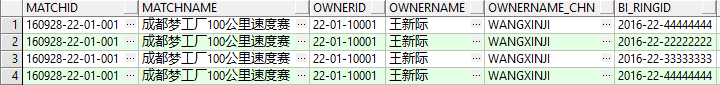 MATCHID MATCHNAME OWNERID OWNERNAME OWNERNAME_CHN BI_RINGID
1 160928-22-01-001 ··· 成都梦工厂100公里速度赛 ··· 22-01-10001 王新际 ··· WANGXINJI ··· 2016-22-44444444
2 160928-22-01-001 ··· 成都梦工厂100公里速度赛 ··· 22-01-10001 王新际 ··· WANGXINJI ··· 2016-22-22222222
3 160928-22-01-001 ··· 成都梦工厂100公里速度赛 ··· 22-01-10001 王新际 ··· WANGXINJI ··· 2016-22-33333333
4 160928-22-01-001 ··· 成都梦工厂100公里速度赛 ··· 22-01-10001 王新际 ··· WANGXINJI ··· 2016-22-44444444